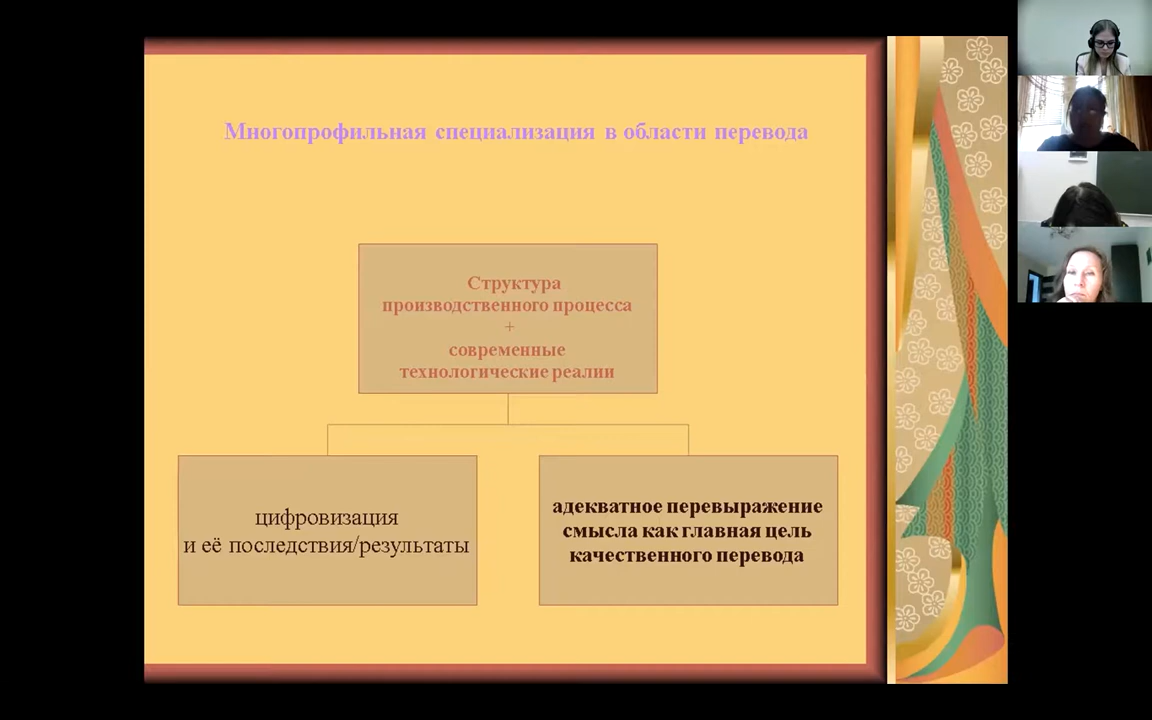 Многопрофильная специализация в области перевода
Структура
производственного процесса
+
современные
технологические реалии
цифровизация
и её последствия/результаты
адекватное перевыражение
смысла как главная цель
качественного перевода